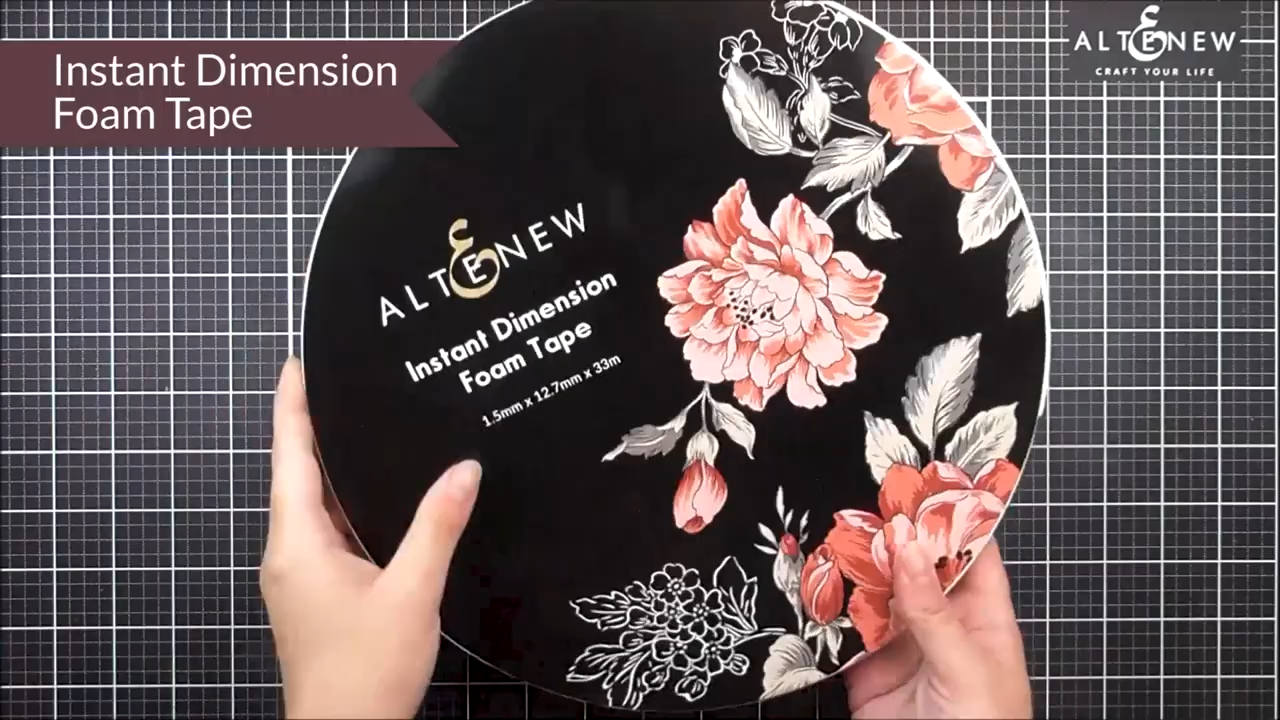 Instant Dimension
Foam Tape
ALTENEW
CRAFT YOUR LIFE
ALTENEW
Instant Dimension
Foam Tape
1.5mm x 12.7mm x 33m